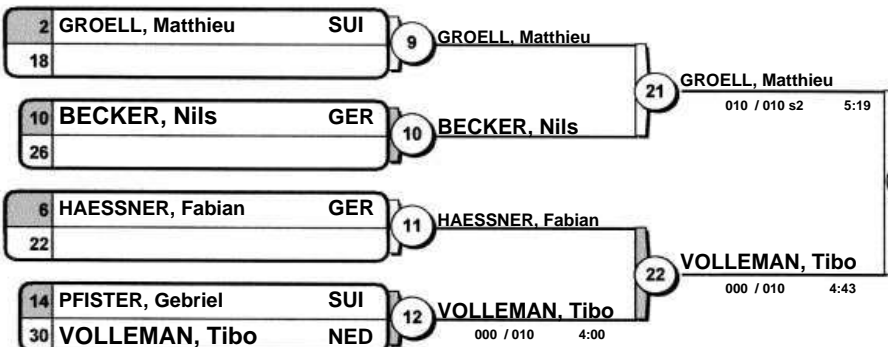 2 GROELL, Matthieu SUI
18
9
GROELL, Matthieu
10 BECKER, Nils GER
26
10
BECKER, Nils
21
GROELL, Matthieu
010 / 010 s2 5:19
6 HAESSNER, Fabian GER
22
11
HAESSNER, Fabian
14 PFISTER, Gebriel SUI
30 VOLLEMAN, Tibo NED
12
VOLLEMAN, Tibo
000 / 010 4:00
22
VOLLEMAN, Tibo
000 / 010 4:43